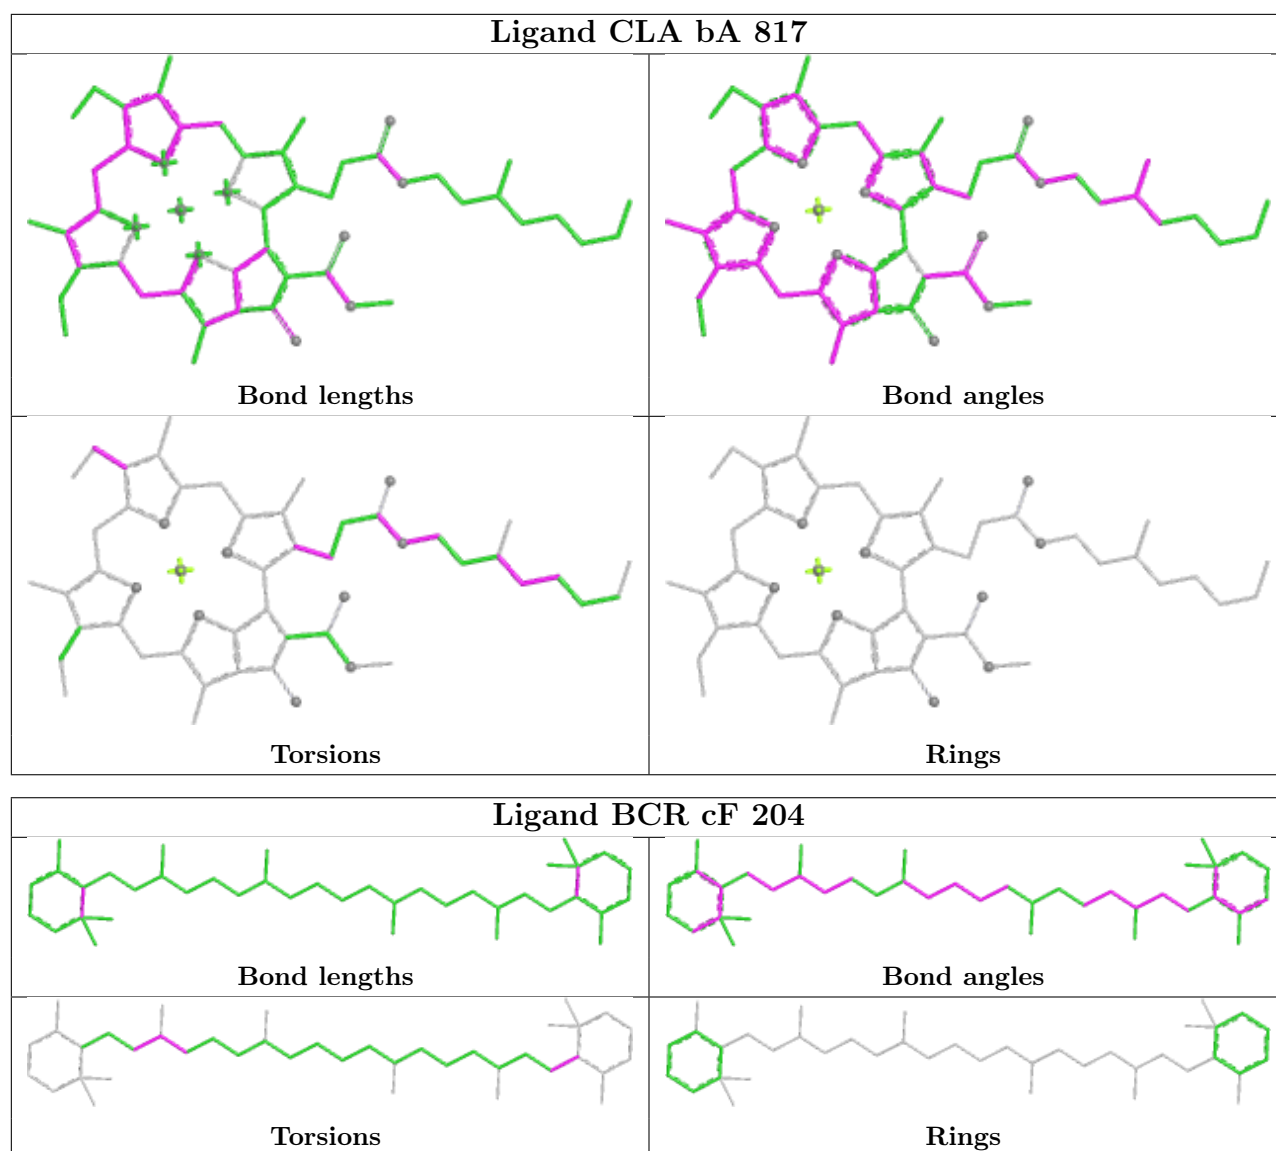 Ligand CLA bA 817
Bond lengths
Bond angles
Torsions
Rings
Ligand BCR cF 204
Bond lengths
Bond angles
Torsions
Rings